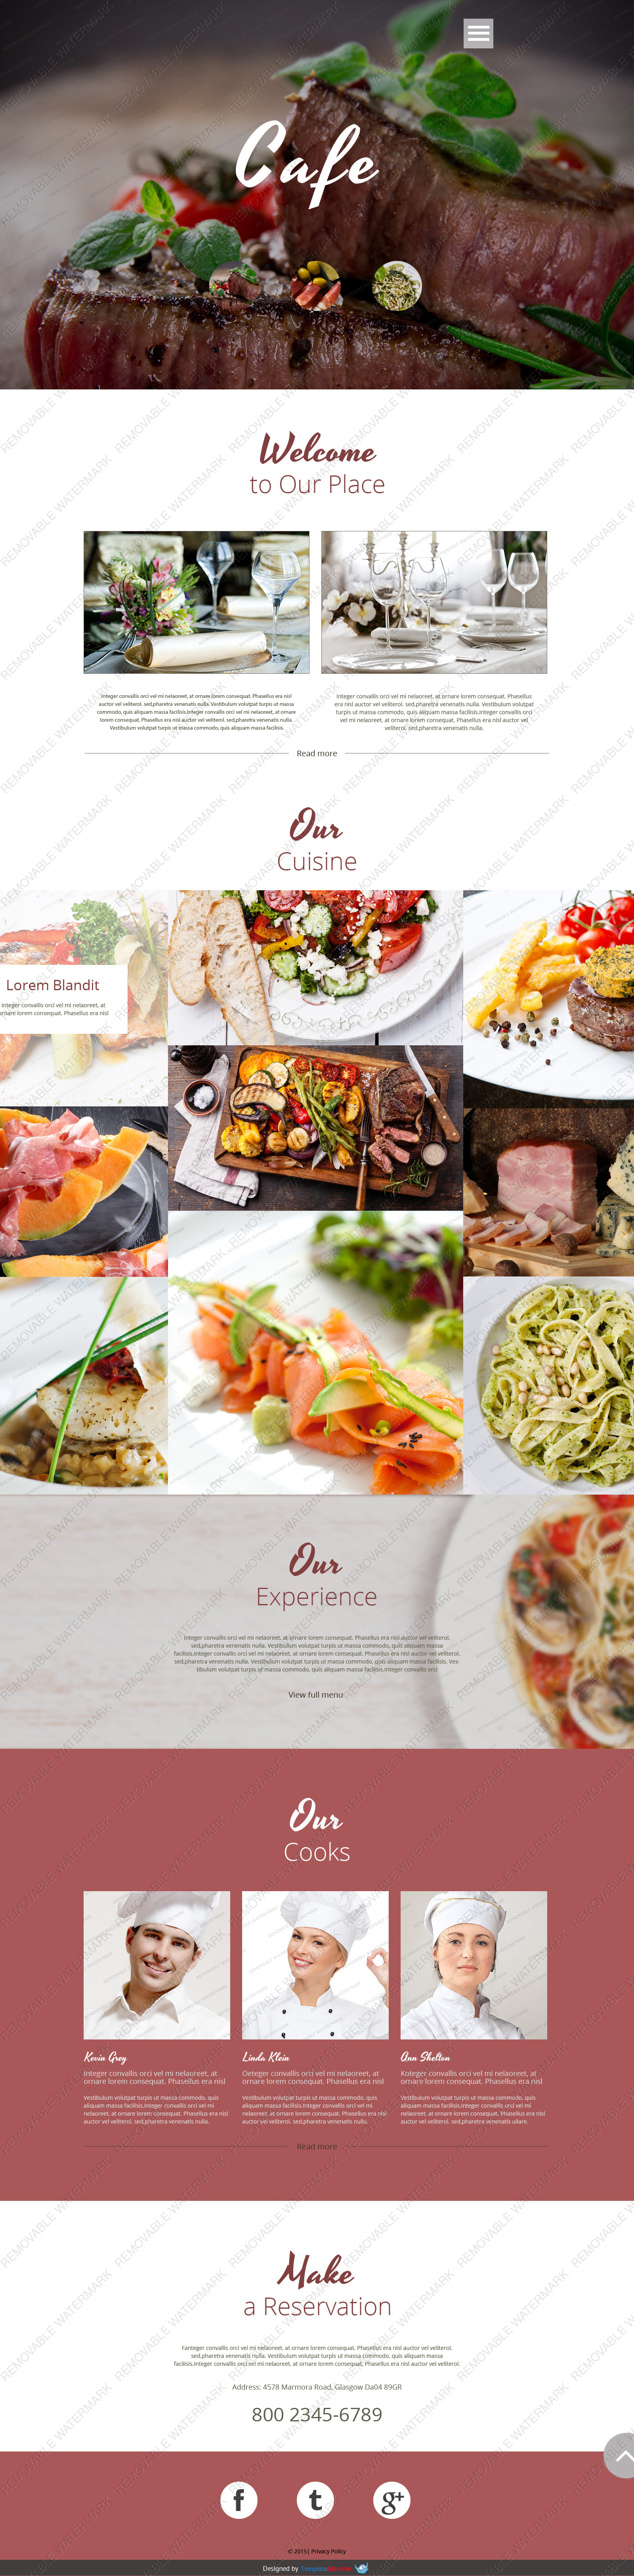 Cafe
Welcome
to Our Place
Integer convallis orci vel mi nelaoreet, at ornare lorem consequat. Phasellus era nisl
auctor vel veliterol. sed,pharetra venenatis nulla. Vestibulum volutpat turpis ut massa
commodo, quis aliquam massa facilisis.Integer convallis orci vel mi nelaoreet, at ornare
lorem consequat. Phasellus era nisl auctor vel veliterol, sed,pharetra venenatis nulla.
Vestibulum volutpat turpis ut massa commodo, quis aliquam massa facilisis.
Integer convallis orci vel mi nelaoreet, at ornare lorem consequat. Phasellus
era nisl auctor vel veliterol. sed,pharetra venenatis nulla. Vestibulum volutpat
turpis ut massa commodo, quis aliquam massa facilisis.Integer convallis orci
vel mi nelaoreet, at ornare lorem consequat. Phasellus era nisl auctor vel
veliterol, sed,pharetra venenatis nulla.
Read more
Our
Cuisine
Lorem Blandit
Integer convallis orci vel mi nelaoreet, at
ornare lorem consequat. Phasellus era nisl
Our
Experience
Integer convallis orci vel mi nelaoreet, at ornare lorem consequat. Phasellus era nisl auctor vel veliterol.
sed,pharetra venenatis nulla. Vestibulum volutpat turpis ut massa commodo, quis aliquam massa
facilisis.Integer convallis orci vel mi nelaoreet, at ornare lorem consequat. Phasellus era nisl auctor vel veliterol,
sed,pharetra venenatis nulla. Vestibulum volutpat turpis ut massa commodo, quis aliquam massa facilisis. Ves-
tibulum volutpat turpis ut massa commodo, quis aliquam massa facilisis.Integer convallis orci
View full menu
Our
Cooks
Kevin Grey
Integer convallis orci vel mi nelaoreet, at
ornare lorem consequat. Phasellus era nisl
Vestibulum volutpat turpis ut massa commodo, quis
aliquam massa facilisis.Integer convallis orci vel mi
nelaoreet, at ornare lorem consequat. Phasellus era nisl
auctor vel veliterol. sed,pharetra venenatis nulla.
Linda Klein
Oeteger convallis orci vel mi nelaoreet, at
ornare lorem consequat. Phasellus era nisl
Vestibulum volutpat turpis ut massa commodo, quis
aliquam massa facilisis.Integer convallis orci vel mi
nelaoreet, at ornare lorem consequat. Phasellus era nisl
auctor vel veliterol. sed,pharetra venenatis nullu.
Ann Shelton
Koteger convallis orci vel mi nelaoreet, at
ornare lorem consequat. Phasellus era nisl
Vestibulum volutpat turpis ut massa commodo, quis
aliquam massa facilisis.Integer convallis orci vel mi
nelaoreet, at ornare lorem consequat. Phasellus era nisl
auctor vel veliterol. sed,pharetra venenatis ullare.
Read more
Make
a Reservation
Fanteger convallis orci vel mi nelaoreet, at ornare lorem consequat. Phasellus era nisl auctor vel veliterol.
sed,pharetra venenatis nulla. Vestibulum volutpat turpis ut massa commodo, quis aliquam massa
facilisis.Integer convallis orci vel mi nelaoreet, at ornare lorem consequat. Phasellus era nisl auctor vel veliterol.
Address: 4578 Marmora Road, Glasgow Da04 89GR
800 2345-6789
f
t
g+
© 2015| Privacy Policy
Designed by TemplateMonster
REMOVABLE WATERMARK